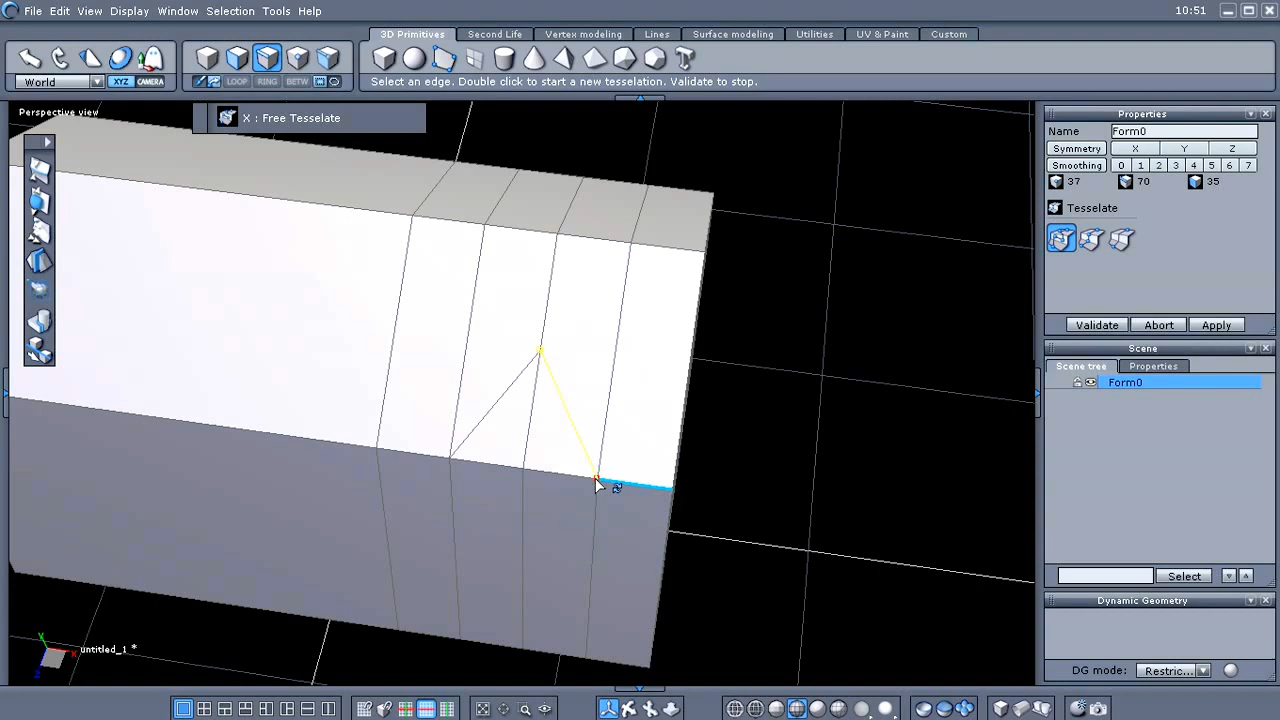 File Edit View Display Window Selection Tools Help 10:51
3D Primitives Second Life Vertex modeling Lines Surface modeling Utilities UV & Paint Custom
World XYZ CAMERA LOOP RING BETW Select an edge. Double click to start a new tesselation. Validate to stop.
Perspective view
X : Free Tesselate
Properties
Name Form0
Symmetry X Y Z
Smoothing 0 1 2 3 4 5 6 7
37 70 35
Tesselate
Validate Abort Apply
Scene
Scene tree Properties
Form0
Select
Dynamic Geometry
DG mode: Restric...
Y X Z
untitled_1 *